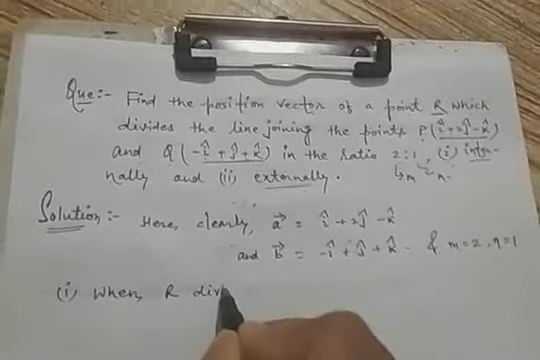 Que:- Find the position vector of a point R which
divides the line joining the points P(î+2ĵ-k̂)
and Q(-î+ĵ+k̂) in the ratio 2:1, (i) inter-
nally and (ii) externally. ↳m n.
Solution:- Here, clearly, a⃗ = î+2ĵ-k̂
and b⃗ = -î+ĵ+k̂. & m=2, n=1
(i) When, R div